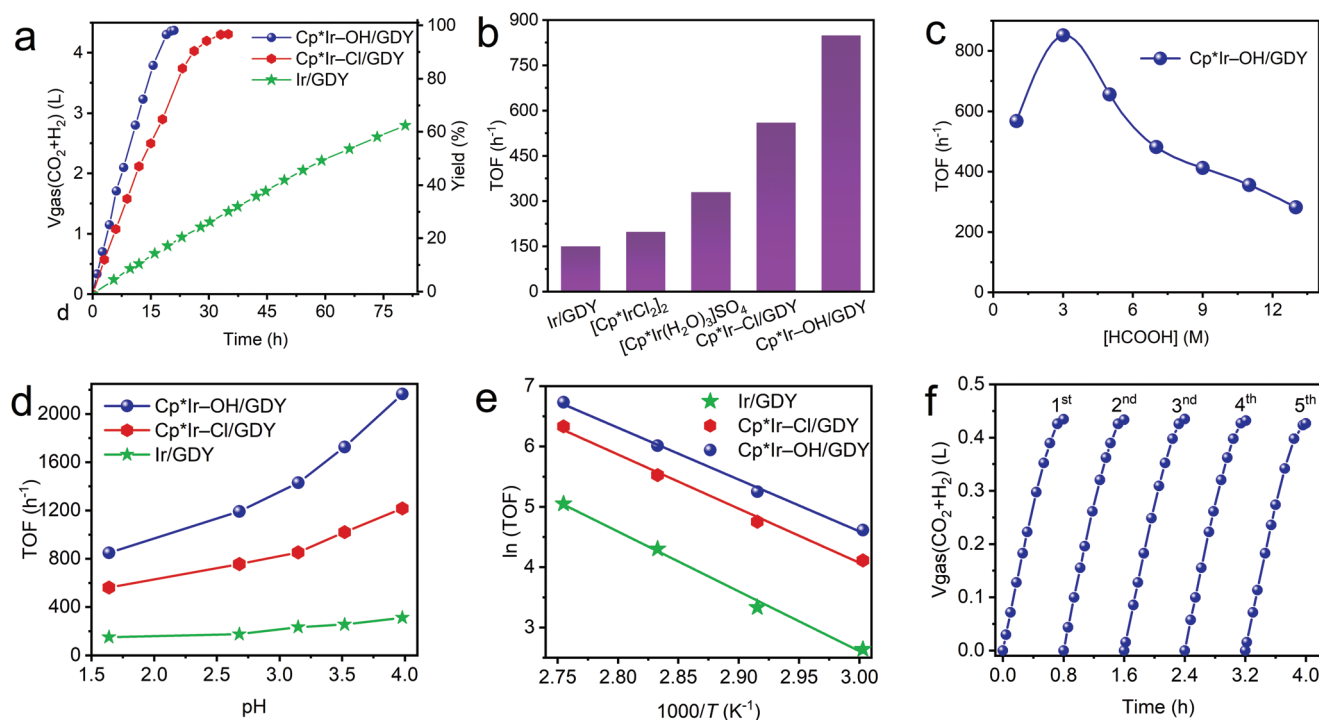 a
Vgas(CO₂+H₂) (L)
4
3
2
1
0
0 15 30 45 60 75
Time (h)
Yield (%)
100
80
60
40
20
0
Cp*Ir–OH/GDY
Cp*Ir–Cl/GDY
Ir/GDY
d
b
TOF (h⁻¹)
900
750
600
450
300
150
0
Ir/GDY
[Cp*IrCl₂]₂
[Cp*Ir(H₂O)₃]SO₄
Cp*Ir–Cl/GDY
Cp*Ir–OH/GDY
c
TOF (h⁻¹)
800
600
400
200
0
0 3 6 9 12
[HCOOH] (M)
Cp*Ir–OH/GDY
d
TOF (h⁻¹)
2000
1600
1200
800
400
0
1.5 2.0 2.5 3.0 3.5 4.0
pH
Cp*Ir–OH/GDY
Cp*Ir–Cl/GDY
Ir/GDY
e
ln (TOF)
7
6
5
4
3
2.75 2.80 2.85 2.90 2.95 3.00
1000/T (K⁻¹)
Ir/GDY
Cp*Ir–Cl/GDY
Cp*Ir–OH/GDY
f
Vgas(CO₂+H₂) (L)
0.5
0.4
0.3
0.2
0.1
0.0
0.0 0.8 1.6 2.4 3.2 4.0
Time (h)
1st 2nd 3nd 4th 5th